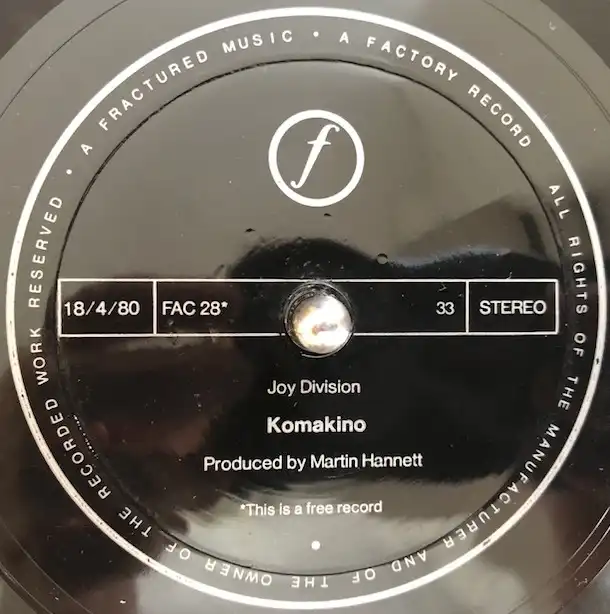 A FRACTURED MUSIC • A FACTORY RECORD
ALL RIGHTS OF THE MANUFACTURER AND OF THE OWNER OF THE RECORDED WORK RESERVED •
f
18/4/80 FAC 28* 33 STEREO
Joy Division
Komakino
Produced by Martin Hannett
*This is a free record